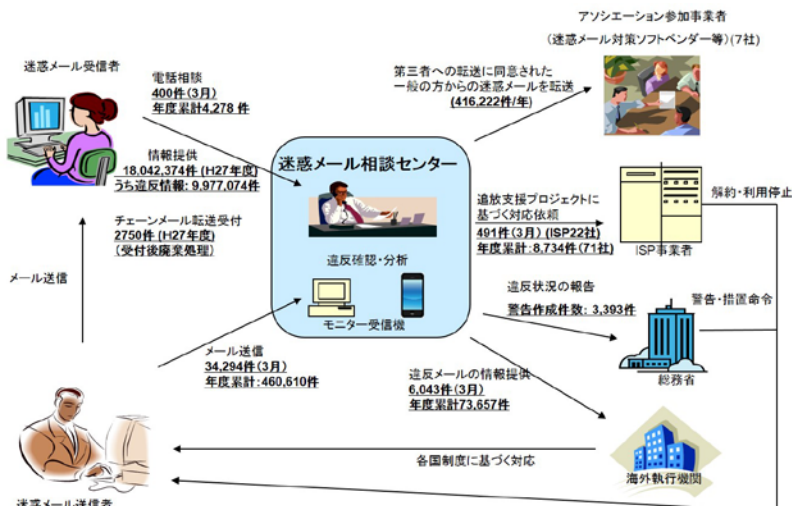 アソシエーション参加事業者
(迷惑メール対策ソフトベンダー等)(7社)
迷惑メール受信者
電話相談
400件(3月)
年度累計4,278 件
第三者への転送に同意された
一般の方からの迷惑メールを転送
(416,222件/年)
情報提供
18,042,374件 (H27年度)
うち違反情報: 9,977,074件
迷惑メール相談センター
チェーンメール転送受付
2750件 (H27年度)
(受付後廃棄処理)
追放支援プロジェクトに
基づく対応依頼
491件(3月) (ISP22社)
年度累計: 8,734件(71社)
ISP事業者
解約・利用停止
違反確認・分析
メール送信
モニター受信機
違反状況の報告
警告作成件数: 3,393件
警告・措置命令
総務省
メール送信
34,294件(3月)
年度累計:460,610件
違反メールの情報提供
6,043件(3月)
年度累計73,657件
各国制度に基づく対応
海外執行機関
迷惑メール送信者